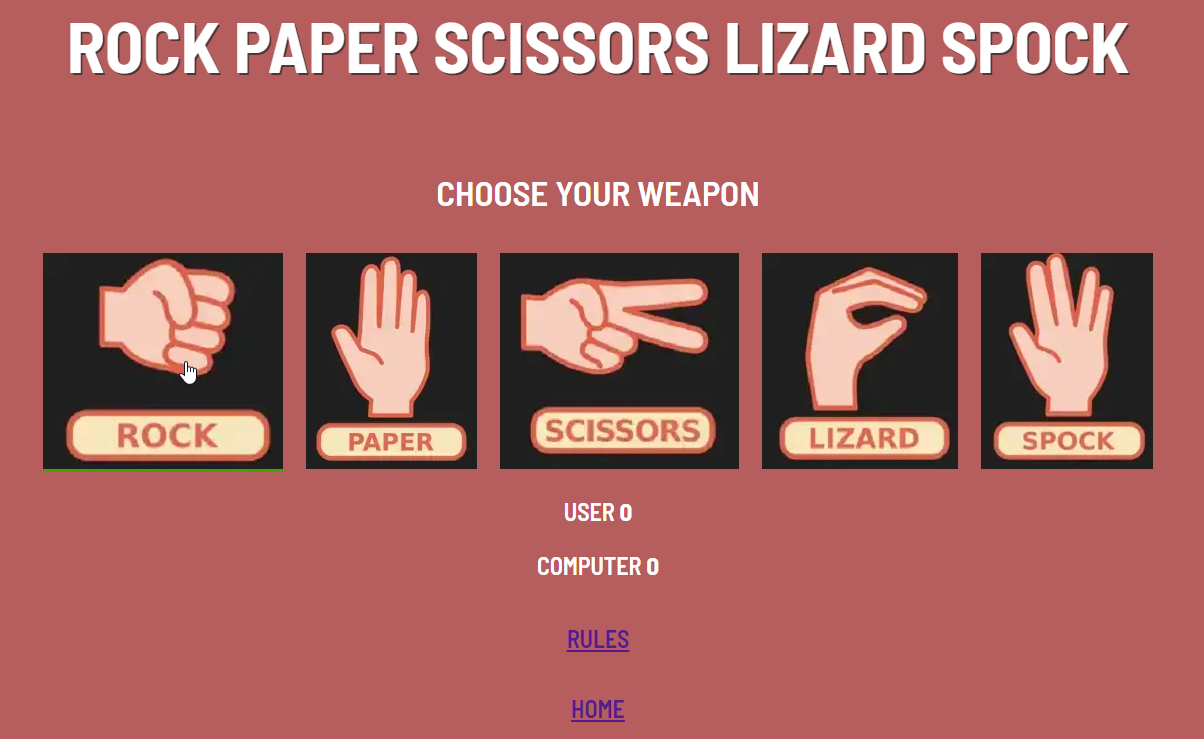 ROCK PAPER SCISSORS LIZARD SPOCK
CHOOSE YOUR WEAPON
ROCK
PAPER
SCISSORS
LIZARD
SPOCK
USER 0
COMPUTER 0
RULES
HOME